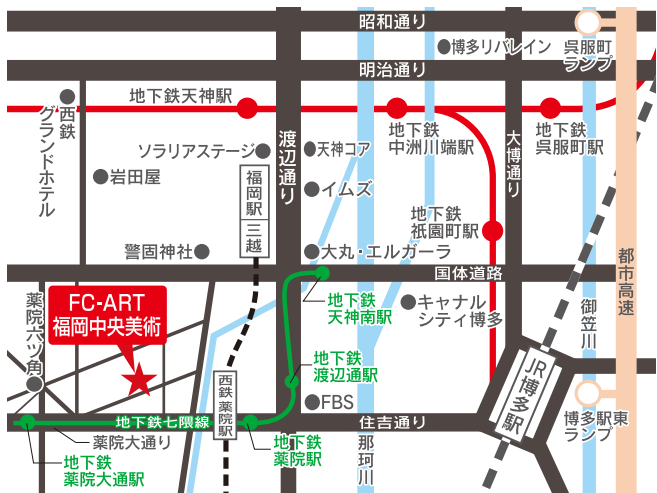 昭和通り
博多リバレイン
呉服町
ランプ
明治通り
地下鉄天神駅
西鉄
グランドホテル
渡辺通り
地下鉄
中洲川端駅
大博通り
地下鉄
呉服町駅
ソラリアステージ
天神コア
岩田屋
福岡駅
三越
イムズ
地下鉄
祇園町駅
警固神社
大丸・エルガーラ
都市高速
国体道路
薬院六ツ角
FC-ART
福岡中央美術
地下鉄
天神南駅
キャナル
シティ博多
御笠川
地下鉄
渡辺通駅
JR博多駅
西鉄薬院駅
FBS
地下鉄七隈線
住吉通り
博多駅東
ランプ
薬院大通り
地下鉄
薬院大通駅
地下鉄
薬院駅
那珂川